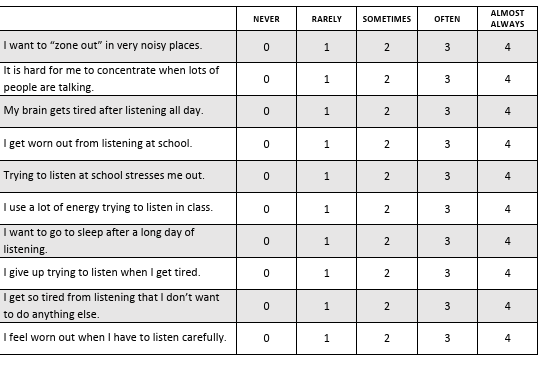 NEVER RARELY SOMETIMES OFTEN ALMOST
ALWAYS
I want to “zone out” in very noisy places. 0 1 2 3 4
It is hard for me to concentrate when lots of
people are talking. 0 1 2 3 4
My brain gets tired after listening all day. 0 1 2 3 4
I get worn out from listening at school. 0 1 2 3 4
Trying to listen at school stresses me out. 0 1 2 3 4
I use a lot of energy trying to listen in class. 0 1 2 3 4
I want to go to sleep after a long day of
listening. 0 1 2 3 4
I give up trying to listen when I get tired. 0 1 2 3 4
I get so tired from listening that I don’t want
to do anything else. 0 1 2 3 4
I feel worn out when I have to listen carefully. 0 1 2 3 4